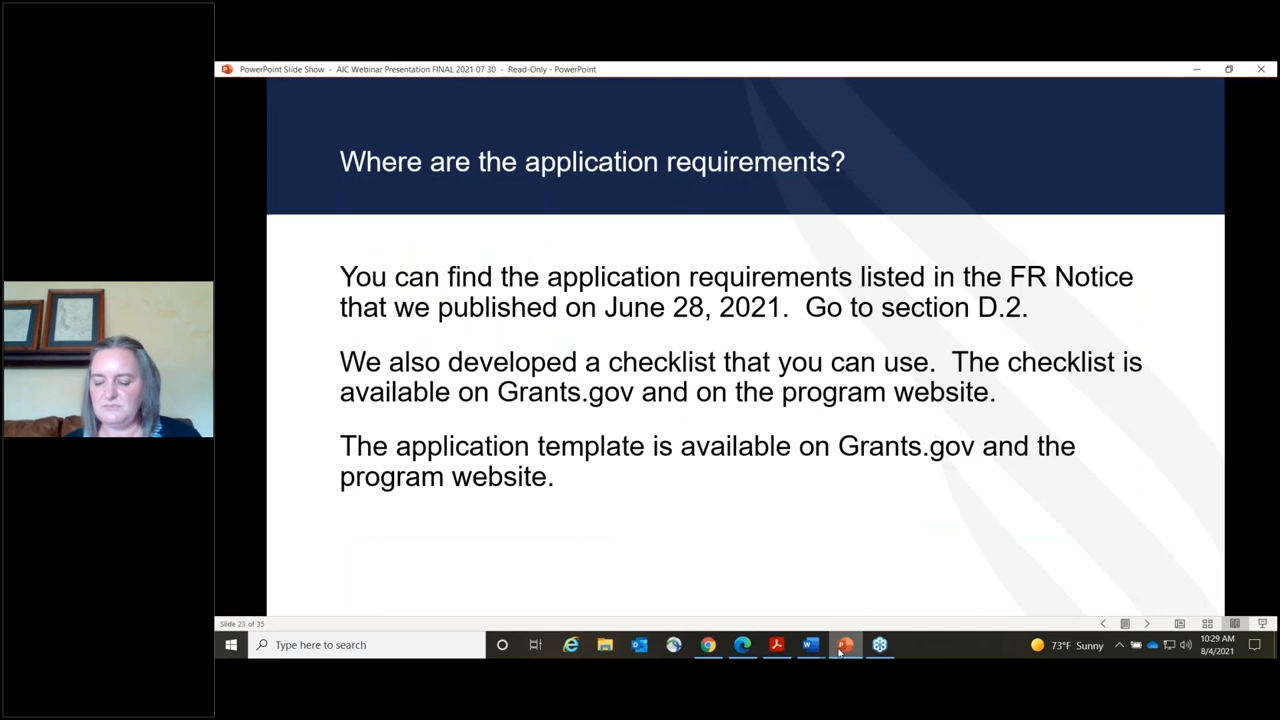 PowerPoint Slide Show - AIC Webinar Presentation FINAL 2021 07 30 - Read-Only - PowerPoint
Where are the application requirements?
You can find the application requirements listed in the FR Notice
that we published on June 28, 2021.  Go to section D.2.
We also developed a checklist that you can use.  The checklist is
available on Grants.gov and on the program website.
The application template is available on Grants.gov and the
program website.
Slide 23 of 35
Type here to search
73°F Sunny
10:29 AM
8/4/2021